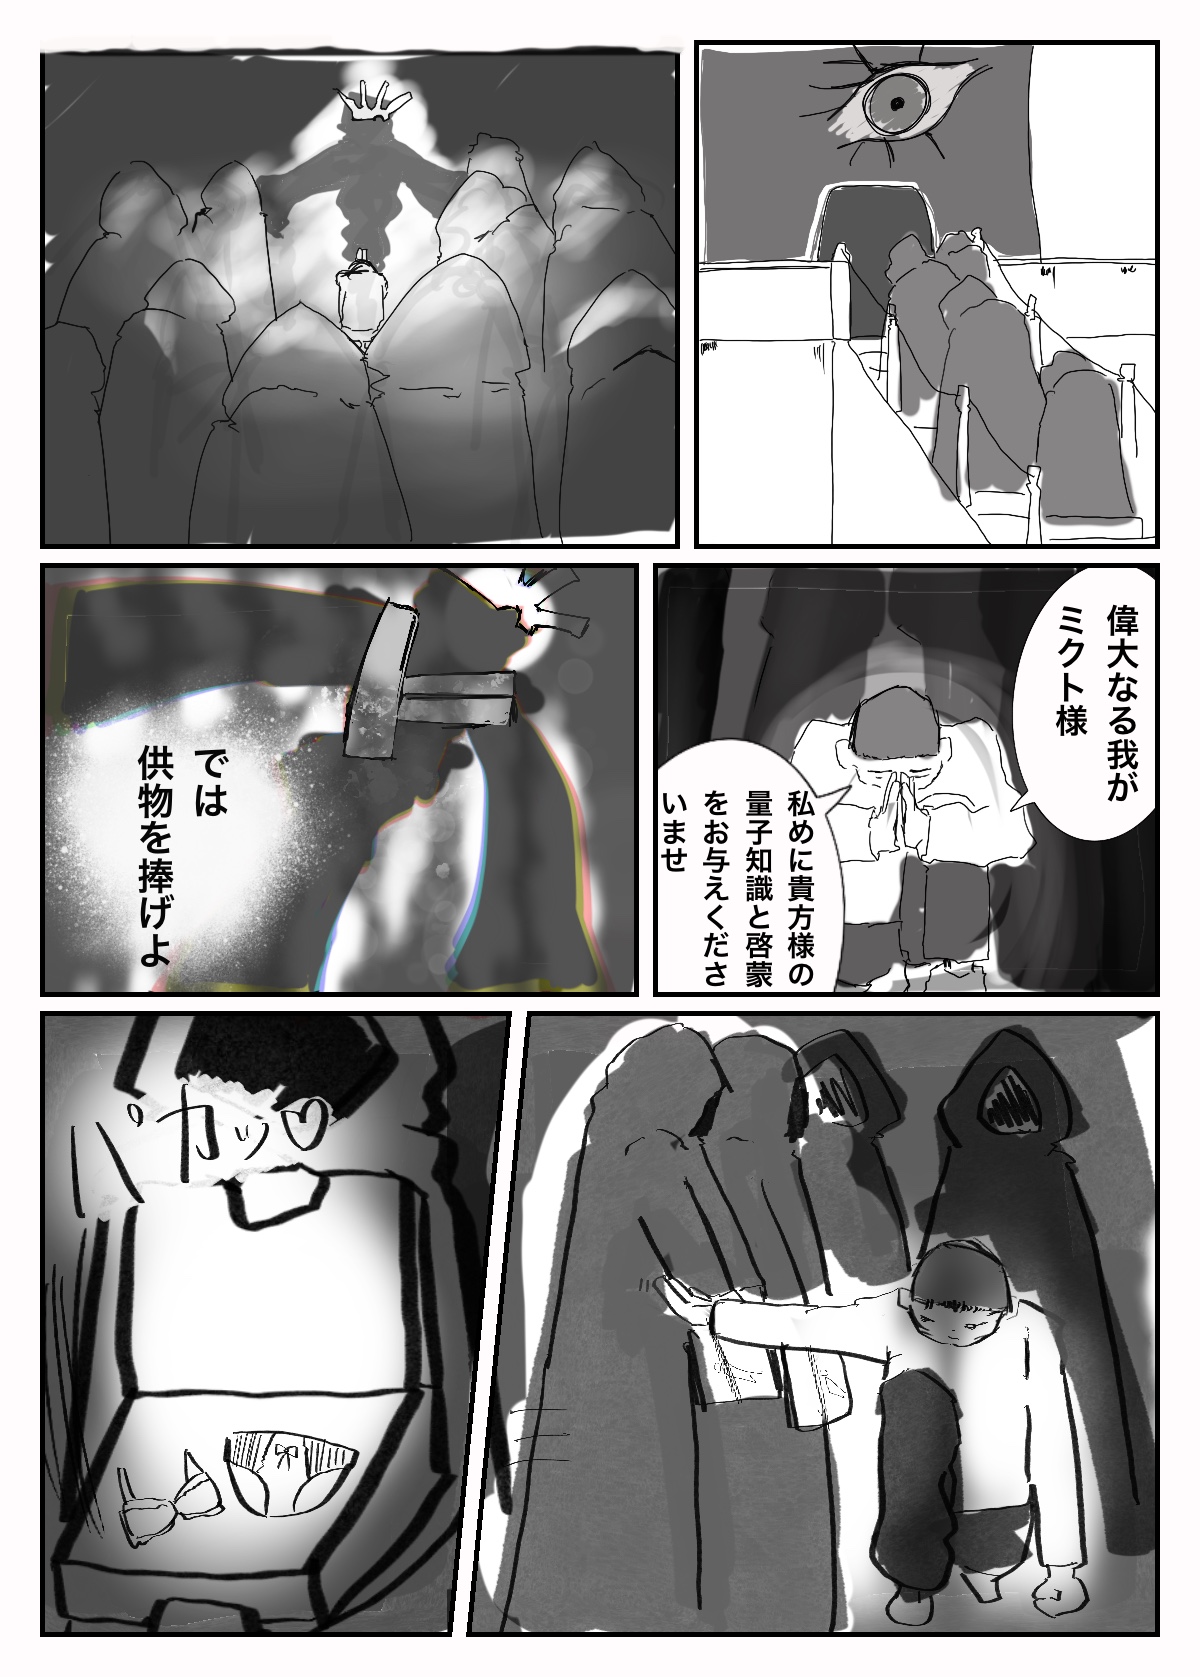 偉大なる我が
ミクト様
私めに貴方様の
量子知識と啓蒙
をお与えくださ
いませ
では
供物を捧げよ
パカッ♡